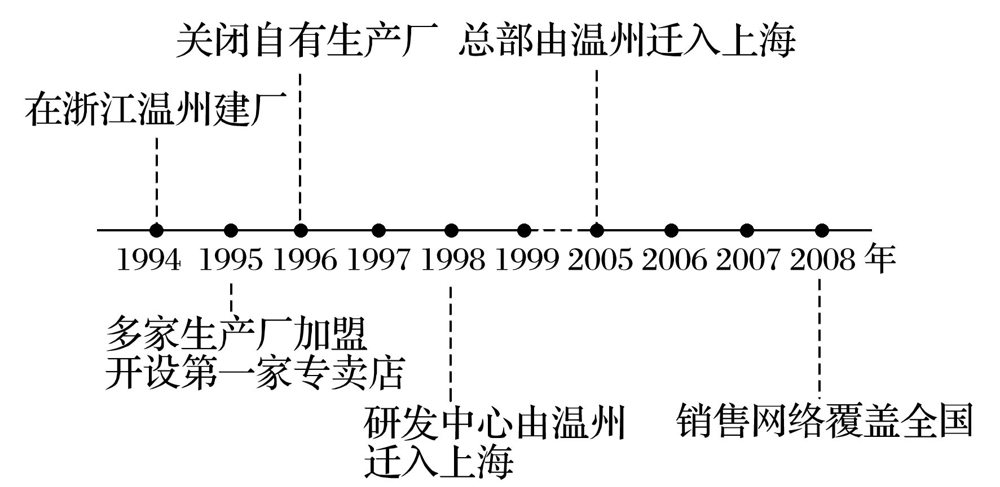 关闭自有生产厂 总部由温州迁入上海
在浙江温州建厂
1994 1995 1996 1997 1998 1999 2005 2006 2007 2008 年
多家生产厂加盟
开设第一家专卖店
研发中心由温州
迁入上海
销售网络覆盖全国